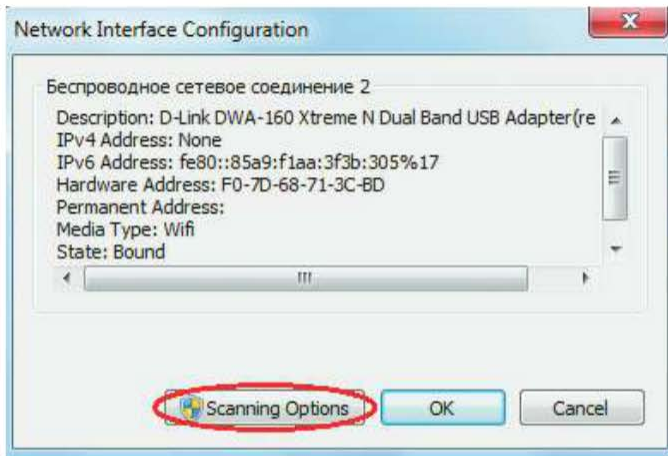 Network Interface Configuration
Беспроводное сетевое соединение 2
Description: D-Link DWA-160 Xtreme N Dual Band USB Adapter(re
IPv4 Address: None
IPv6 Address: fe80::85a9:f1aa:3f3b:305%17
Hardware Address: F0-7D-68-71-3C-BD
Permanent Address:
Media Type: Wifi
State: Bound
Scanning Options OK Cancel